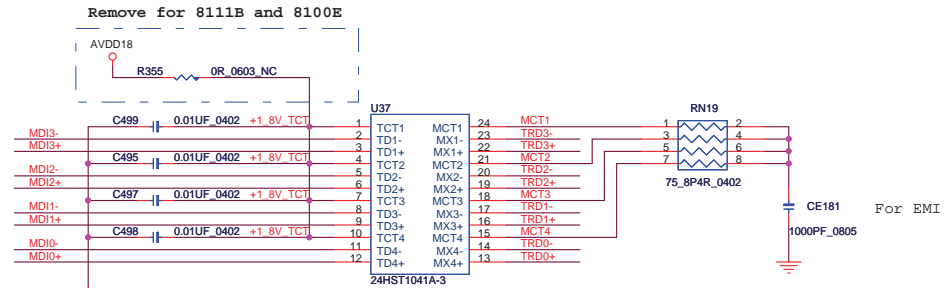 Remove for 8111B and 8100E
AVDD18
R355 0R_0603_NC
U37 RN19
C499 0.01UF_0402 +1_8V_TCT 1 TCT1 MCT1 24 MCT1 1 2
MDI3- 2 TD1- MX1- 23 TRD3- 3 4
MDI3+ 3 TD1+ MX1+ 22 TRD3+ 5 6
C495 0.01UF_0402 +1_8V_TCT 4 TCT2 MCT2 21 MCT2 7 8
MDI2- 5 TD2- MX2- 20 TRD2-
MDI2+ 6 TD2+ MX2+ 19 TRD2+ 75_8P4R_0402
C497 0.01UF_0402 +1_8V_TCT 7 TCT3 MCT3 18 MCT3
MDI1- 8 TD3- MX3- 17 TRD1- CE181 For EMI
MDI1+ 9 TD3+ MX3+ 16 TRD1+
C498 0.01UF_0402 +1_8V_TCT 10 TCT4 MCT4 15 MCT4 1000PF_0805
MDI0- 11 TD4- MX4- 14 TRD0-
MDI0+ 12 TD4+ MX4+ 13 TRD0+
24HST1041A-3